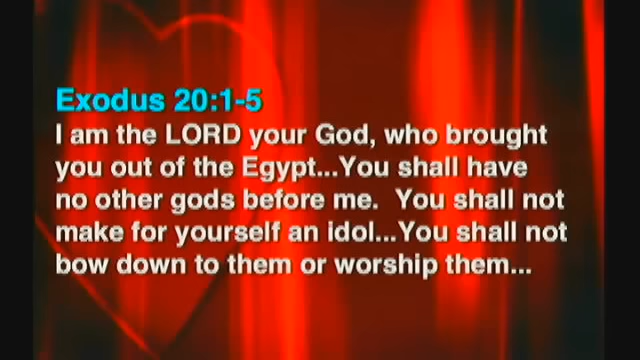 Exodus 20:1-5
I am the LORD your God, who brought
you out of the Egypt...You shall have
no other gods before me.  You shall not
make for yourself an idol...You shall not
bow down to them or worship them...